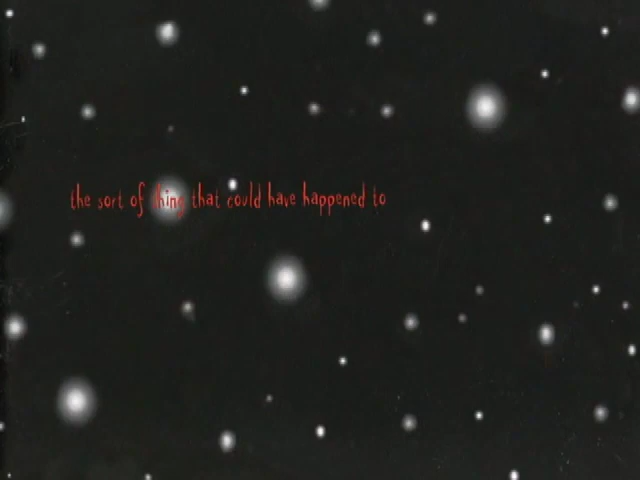 the sort of thing that could have happened to